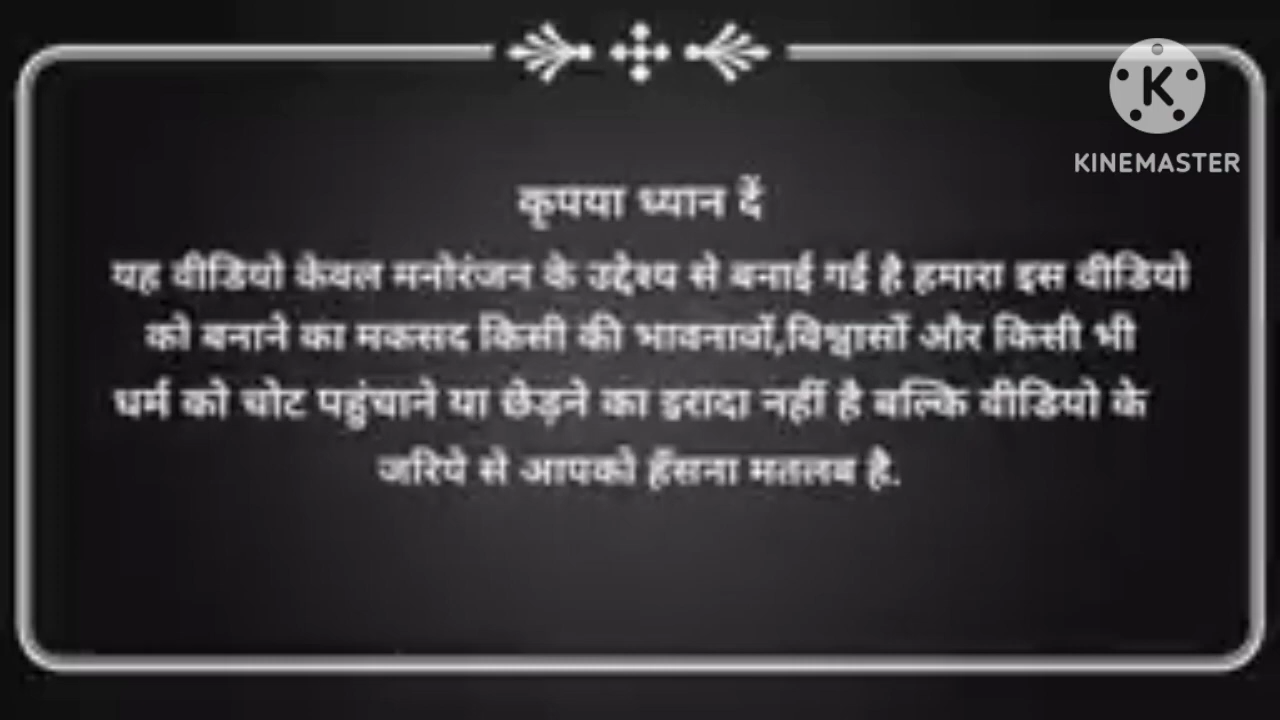 KINEMASTER
कृपया ध्यान दें
यह वीडियो केवल मनोरंजन के उद्देश्य से बनाई गई है हमारा इस वीडियो
को बनाने का मकसद किसी की भावनावों,विश्वासों और किसी भी
धर्म को चोट पहुंचाने या छेड़ने का इरादा नहीं है बल्कि वीडियो के
जरिये से आपको हँसना मतलब है.